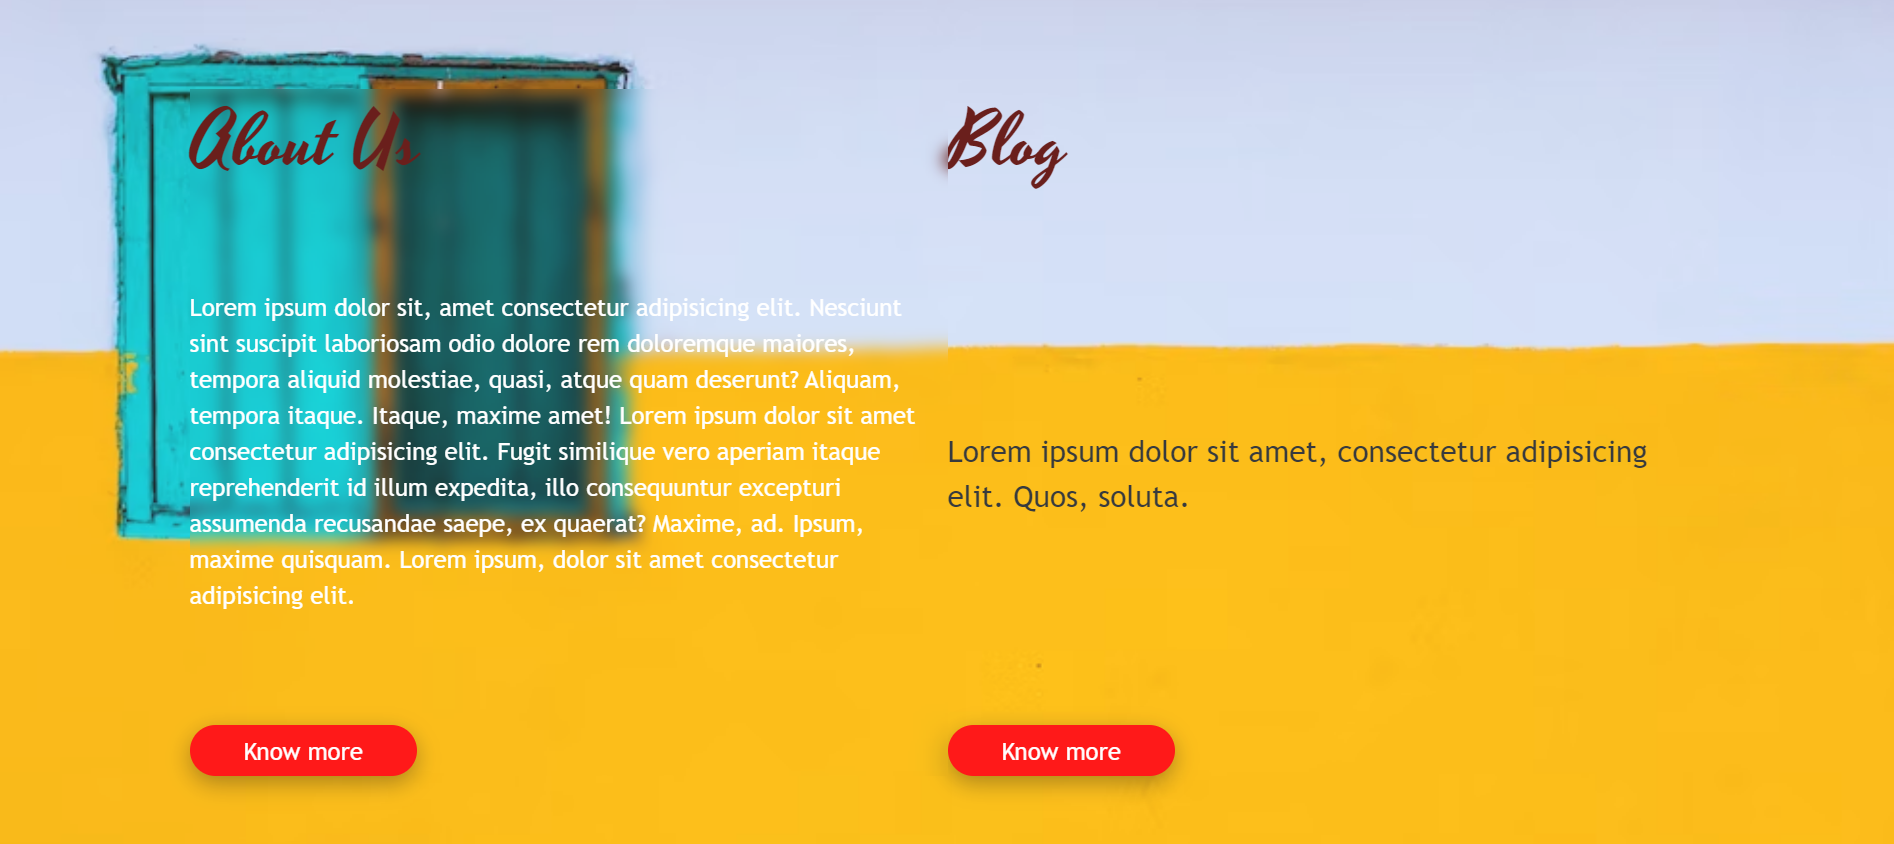 About Us
Lorem ipsum dolor sit, amet consectetur adipisicing elit. Nesciunt
sint suscipit laboriosam odio dolore rem doloremque maiores,
tempora aliquid molestiae, quasi, atque quam deserunt? Aliquam,
tempora itaque. Itaque, maxime amet! Lorem ipsum dolor sit amet
consectetur adipisicing elit. Fugit similique vero aperiam itaque
reprehenderit id illum expedita, illo consequuntur excepturi
assumenda recusandae saepe, ex quaerat? Maxime, ad. Ipsum,
maxime quisquam. Lorem ipsum, dolor sit amet consectetur
adipisicing elit.
Know more
Blog
Lorem ipsum dolor sit amet, consectetur adipisicing
elit. Quos, soluta.
Know more